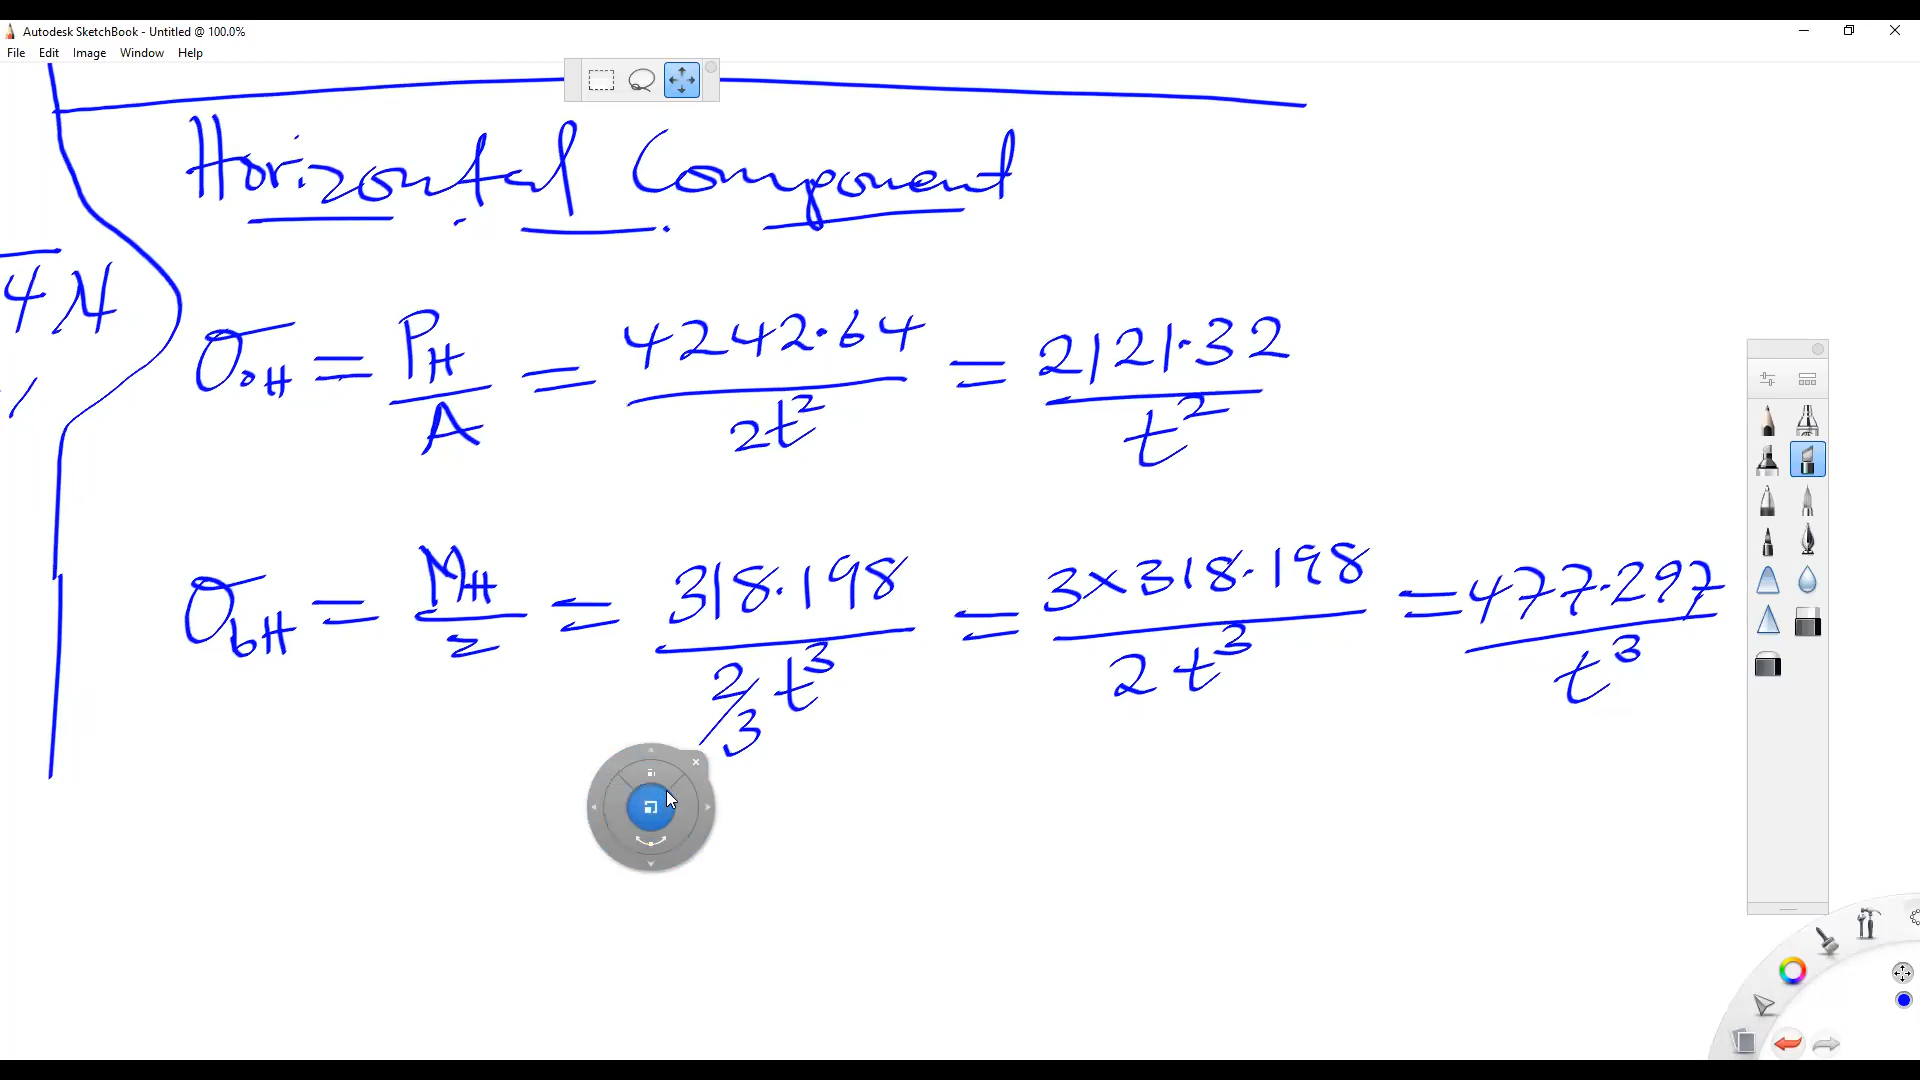 Autodesk SketchBook - Untitled @ 100.0%
File Edit Image Window Help
Horizontal Component
4 N
σoH = PH/A = 4242.64/2t² = 2121.32/t²
σbH = MH/z = 318.198/(2/3 t³) = 3×318.198/2t³ = 477.297/t³